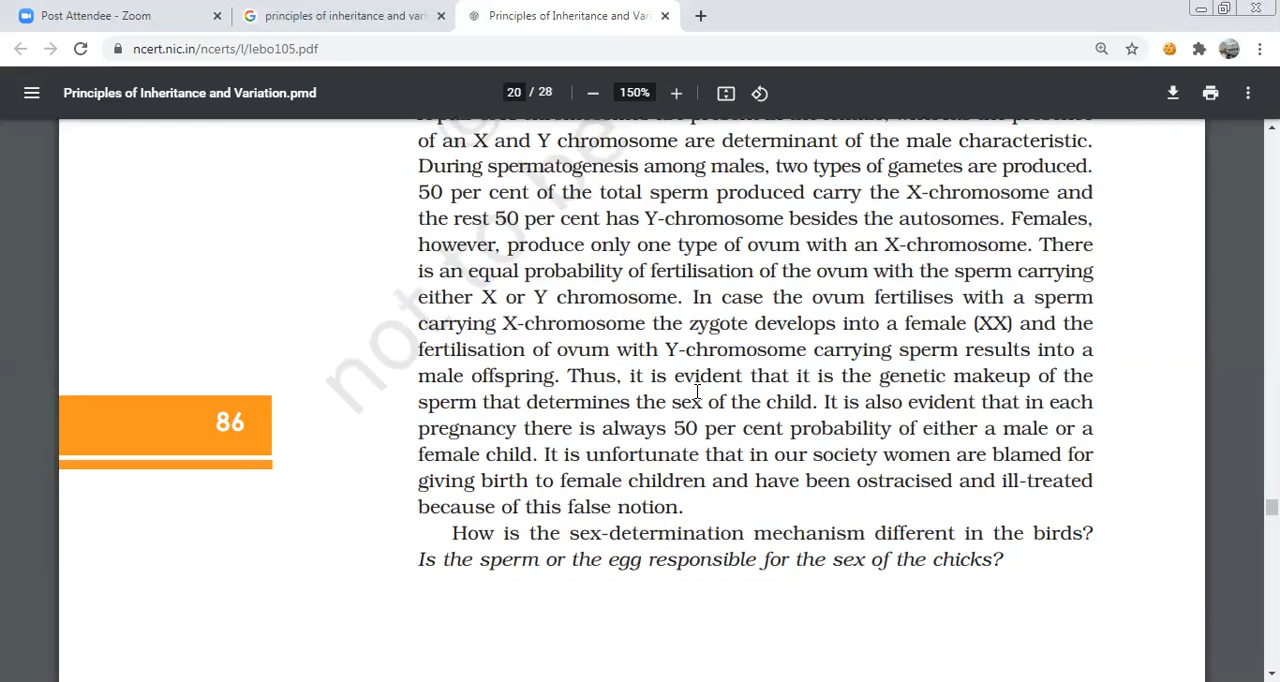 Post Attendee - Zoom
principles of inheritance and vari
Principles of Inheritance and Vari
ncert.nic.in/ncerts/l/lebo105.pdf
Principles of Inheritance and Variation.pmd
20 / 28
150%
of an X and Y chromosome are determinant of the male characteristic.
During spermatogenesis among males, two types of gametes are produced.
50 per cent of the total sperm produced carry the X-chromosome and
the rest 50 per cent has Y-chromosome besides the autosomes. Females,
however, produce only one type of ovum with an X-chromosome. There
is an equal probability of fertilisation of the ovum with the sperm carrying
either X or Y chromosome. In case the ovum fertilises with a sperm
carrying X-chromosome the zygote develops into a female (XX) and the
fertilisation of ovum with Y-chromosome carrying sperm results into a
male offspring. Thus, it is evident that it is the genetic makeup of the
sperm that determines the sex of the child. It is also evident that in each
pregnancy there is always 50 per cent probability of either a male or a
female child. It is unfortunate that in our society women are blamed for
giving birth to female children and have been ostracised and ill-treated
because of this false notion.
How is the sex-determination mechanism different in the birds?
Is the sperm or the egg responsible for the sex of the chicks?
86
not to be